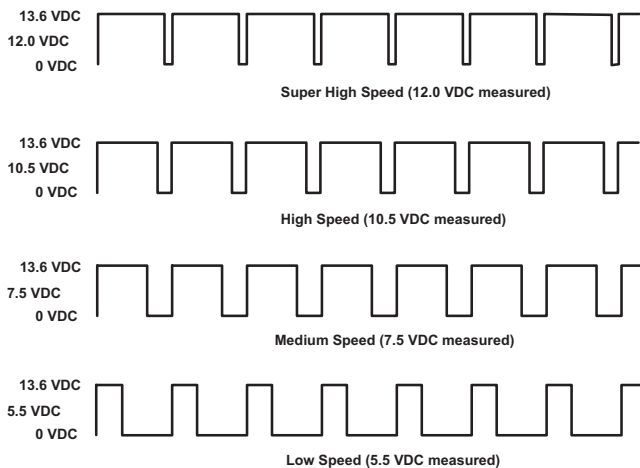 13.6 VDC
12.0 VDC
0 VDC
Super High Speed (12.0 VDC measured)
13.6 VDC
10.5 VDC
0 VDC
High Speed (10.5 VDC measured)
13.6 VDC
7.5 VDC
0 VDC
Medium Speed (7.5 VDC measured)
13.6 VDC
5.5 VDC
0 VDC
Low Speed (5.5 VDC measured)